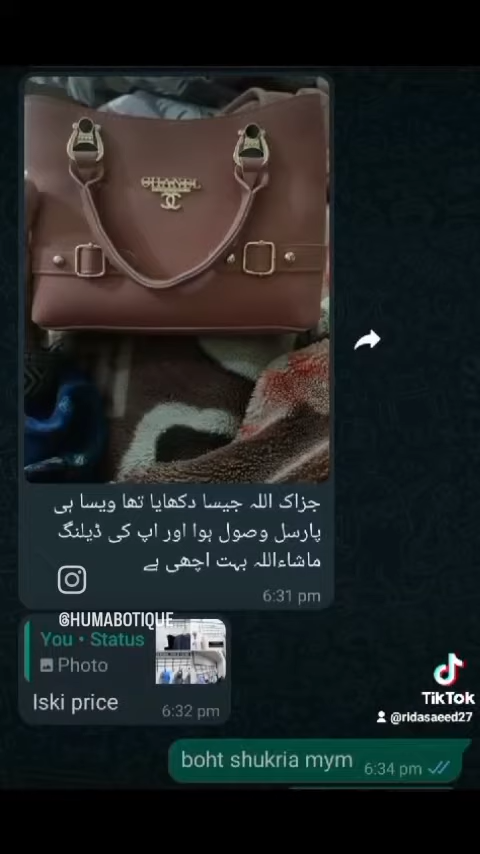 CHANEL
جزاک اللہ جیسا دکھایا تھا ویسا ہی
پارسل وصول ہوا اور اپ کی ڈیلنگ
ماشاءاللہ بہت اچھی ہے
6:31 pm
@HUMABOTIQUE
You • Status
Photo
Iski price
6:32 pm
TikTok
@ridasaeed27
boht shukria mym
6:34 pm